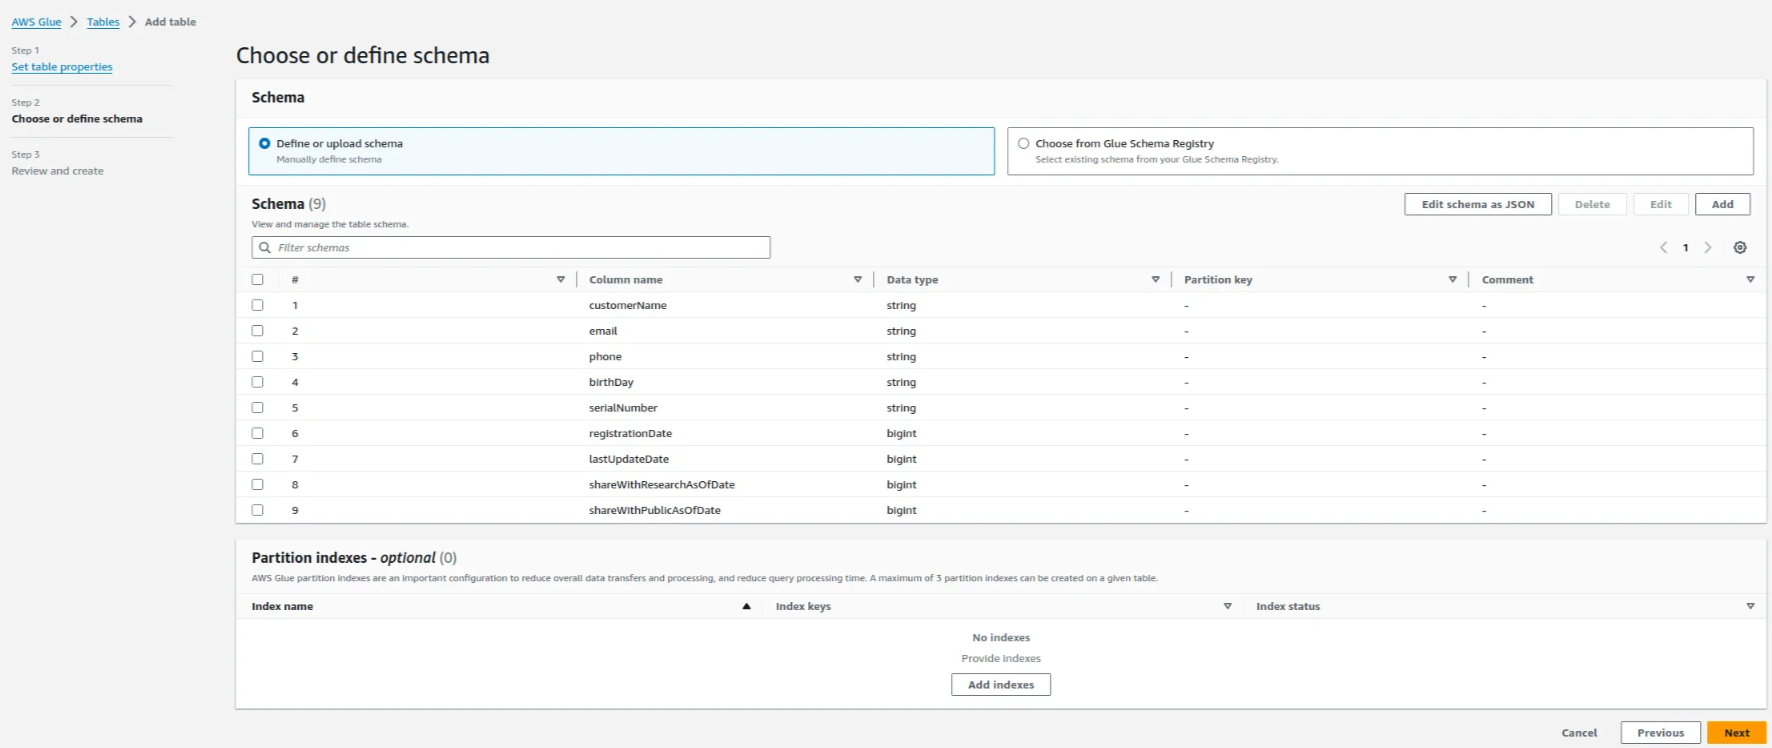 AWS Glue > Tables > Add table
Step 1
Set table properties
Step 2
Choose or define schema
Step 3
Review and create
Choose or define schema
Schema
Define or upload schema
Manually define schema
Choose from Glue Schema Registry
Select existing schema from your Glue Schema Registry.
Schema (9)
View and manage the table schema.
Edit schema as JSON Delete Edit Add
Filter schemas
1
# Column name Data type Partition key Comment
1 customerName string - -
2 email string - -
3 phone string - -
4 birthDay string - -
5 serialNumber string - -
6 registrationDate bigint - -
7 lastUpdateDate bigint - -
8 shareWithResearchAsOfDate bigint - -
9 shareWithPublicAsOfDate bigint - -
Partition indexes - optional (0)
AWS Glue partition indexes are an important configuration to reduce overall data transfers and processing, and reduce query processing time. A maximum of 3 partition indexes can be created on a given table.
Index name Index keys Index status
No indexes
Provide indexes
Add indexes
Cancel Previous Next